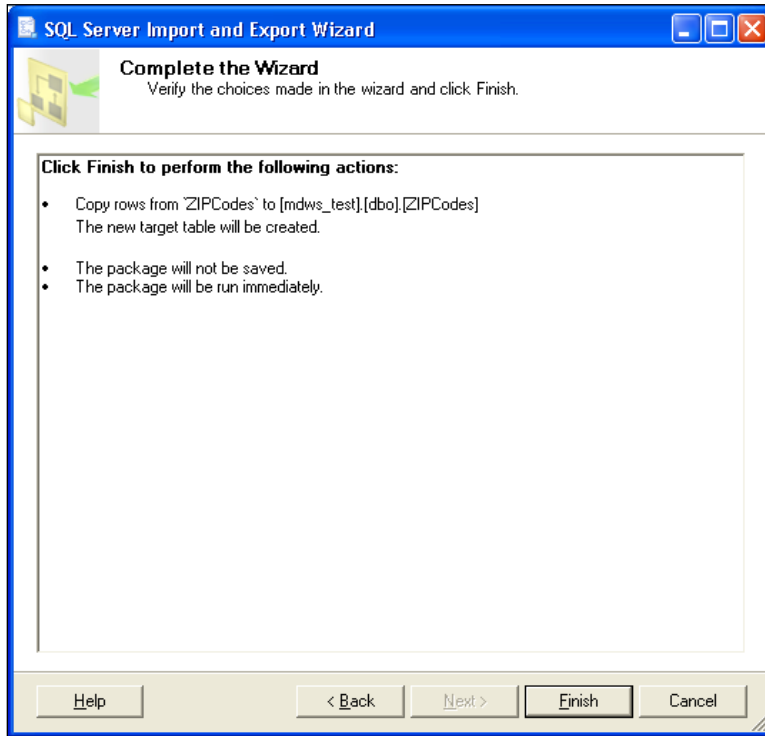 SQL Server Import and Export Wizard
Complete the Wizard
Verify the choices made in the wizard and click Finish.
Click Finish to perform the following actions:
• Copy rows from `ZIPCodes` to [mdws_test].[dbo].[ZIPCodes]
The new target table will be created.
• The package will not be saved.
• The package will be run immediately.
Help < Back Next > Finish Cancel